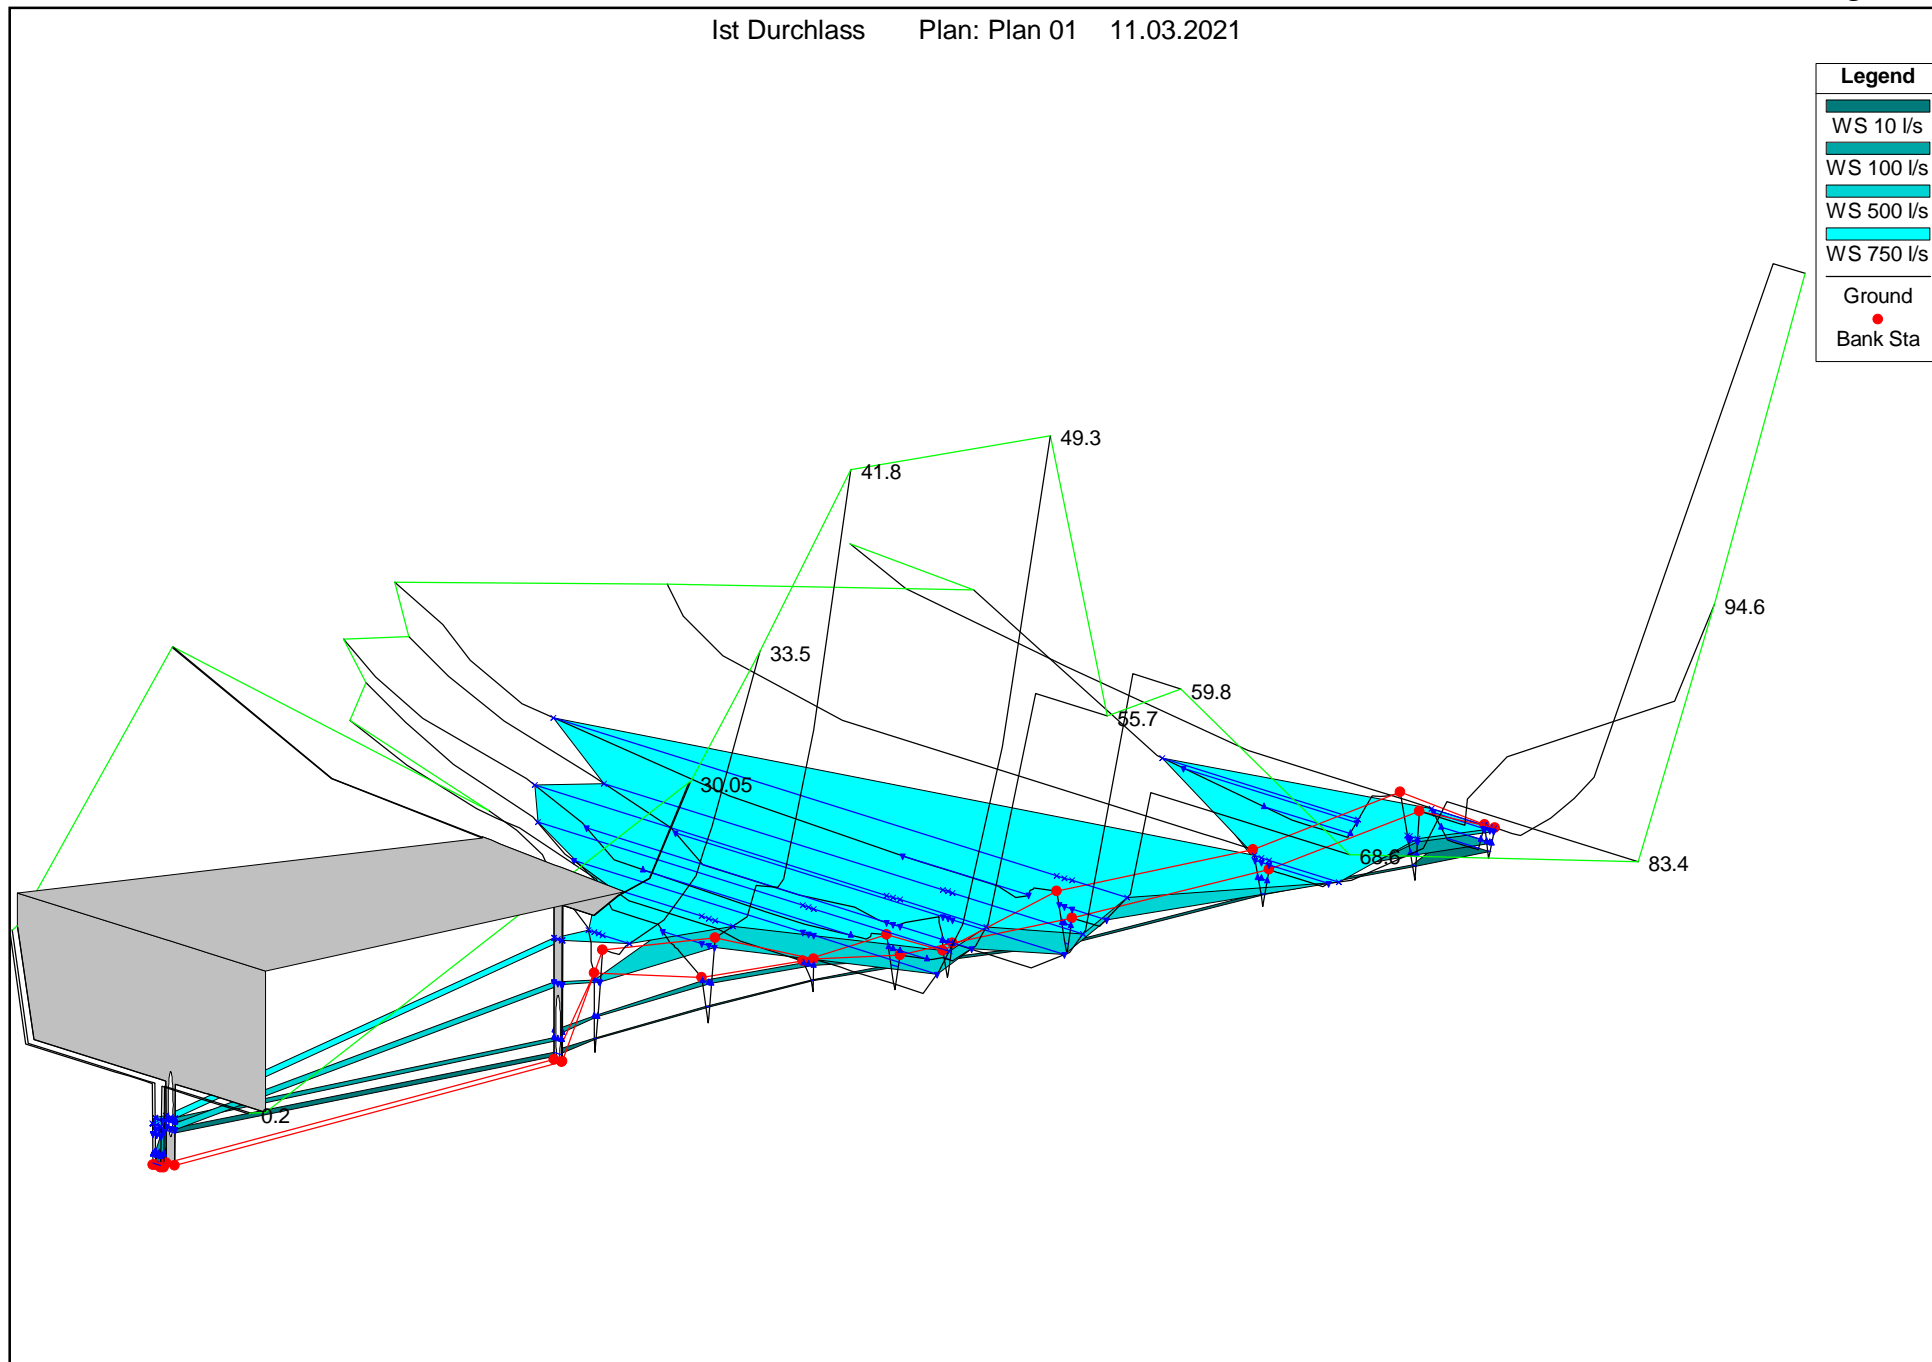 Ist Durchlass Plan: Plan 01 11.03.2021
Legend
WS 10 l/s
WS 100 l/s
WS 500 l/s
WS 750 l/s
Ground
Bank Sta
49.3
41.8
94.6
33.5
59.8
55.7
30.05
68.6
83.4
0.2